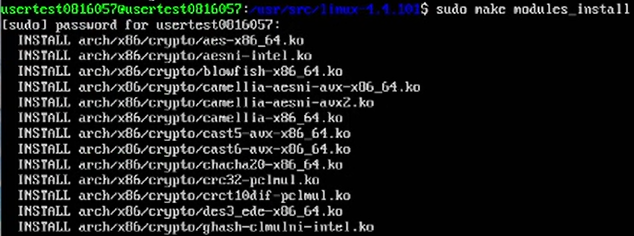 usertest0816057@usertest0816057:/usr/src/linux-4.4.101$ sudo make modules_install
[sudo] password for usertest0816057:
INSTALL arch/x86/crypto/aes-x86_64.ko
INSTALL arch/x86/crypto/aesni-intel.ko
INSTALL arch/x86/crypto/blowfish-x86_64.ko
INSTALL arch/x86/crypto/camellia-aesni-avx-x86_64.ko
INSTALL arch/x86/crypto/camellia-aesni-avx2.ko
INSTALL arch/x86/crypto/camellia-x86_64.ko
INSTALL arch/x86/crypto/cast5-avx-x86_64.ko
INSTALL arch/x86/crypto/cast6-avx-x86_64.ko
INSTALL arch/x86/crypto/chacha20-x86_64.ko
INSTALL arch/x86/crypto/crc32-pclmul.ko
INSTALL arch/x86/crypto/crct10dif-pclmul.ko
INSTALL arch/x86/crypto/des3_ede-x86_64.ko
INSTALL arch/x86/crypto/ghash-clmulni-intel.ko